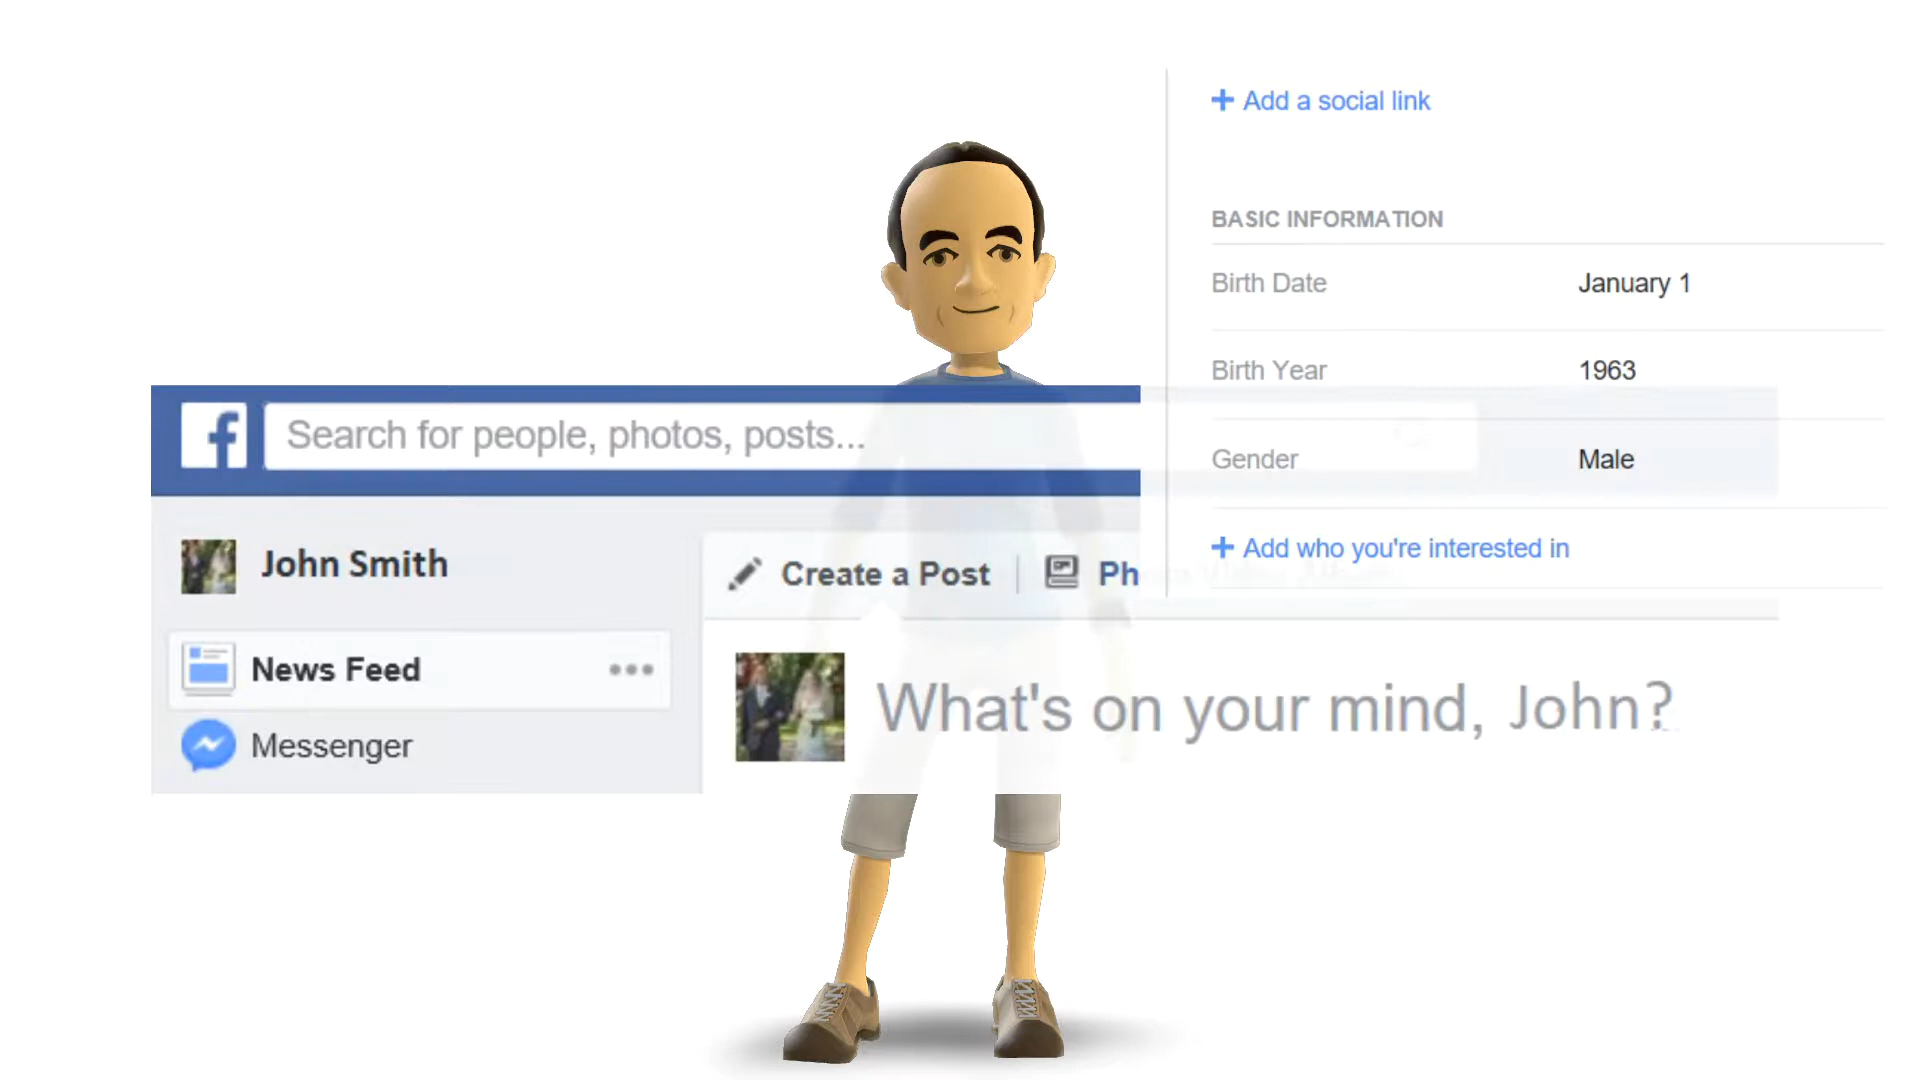 Add a social link
BASIC INFORMATION
Birth Date January 1
Birth Year 1963
Search for people, photos, posts...
Gender Male
John Smith
Create a Post Ph
Add who you're interested in
News Feed
What's on your mind, John?
Messenger